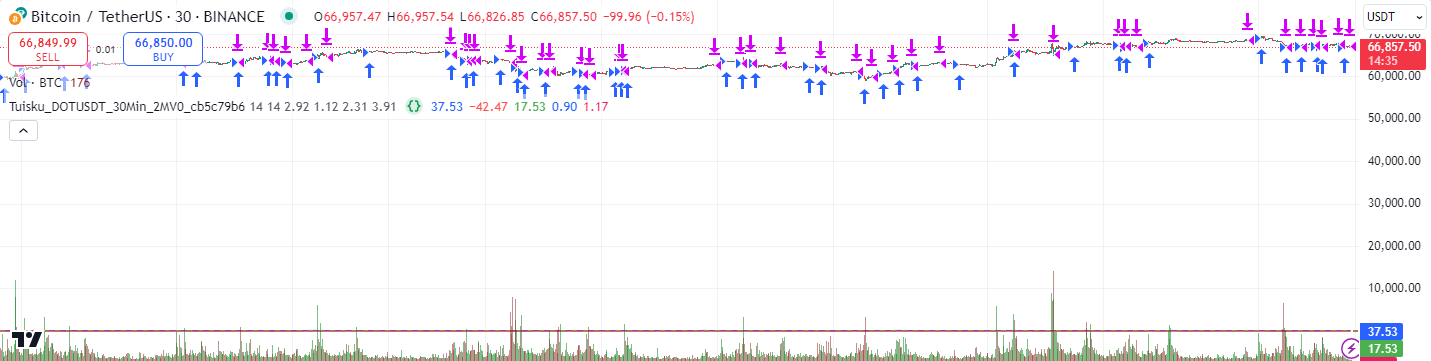 Bitcoin / TetherUS · 30 · BINANCE O66,957.47 H66,957.54 L66,826.85 C66,857.50 −99.96 (−0.15%) USDT
66,849.99 SELL 0.01 66,850.00 BUY
70,000.00
66,857.50
14:35
60,000.00
Vol · BTC 176
Tuisku_DOTUSDT_30Min_2MV0_cb5c79b6 14 14 2.92 1.12 2.31 3.91 {} 37.53 −42.47 17.53 0.90 1.17
50,000.00
40,000.00
30,000.00
20,000.00
10,000.00
37.53
17.53